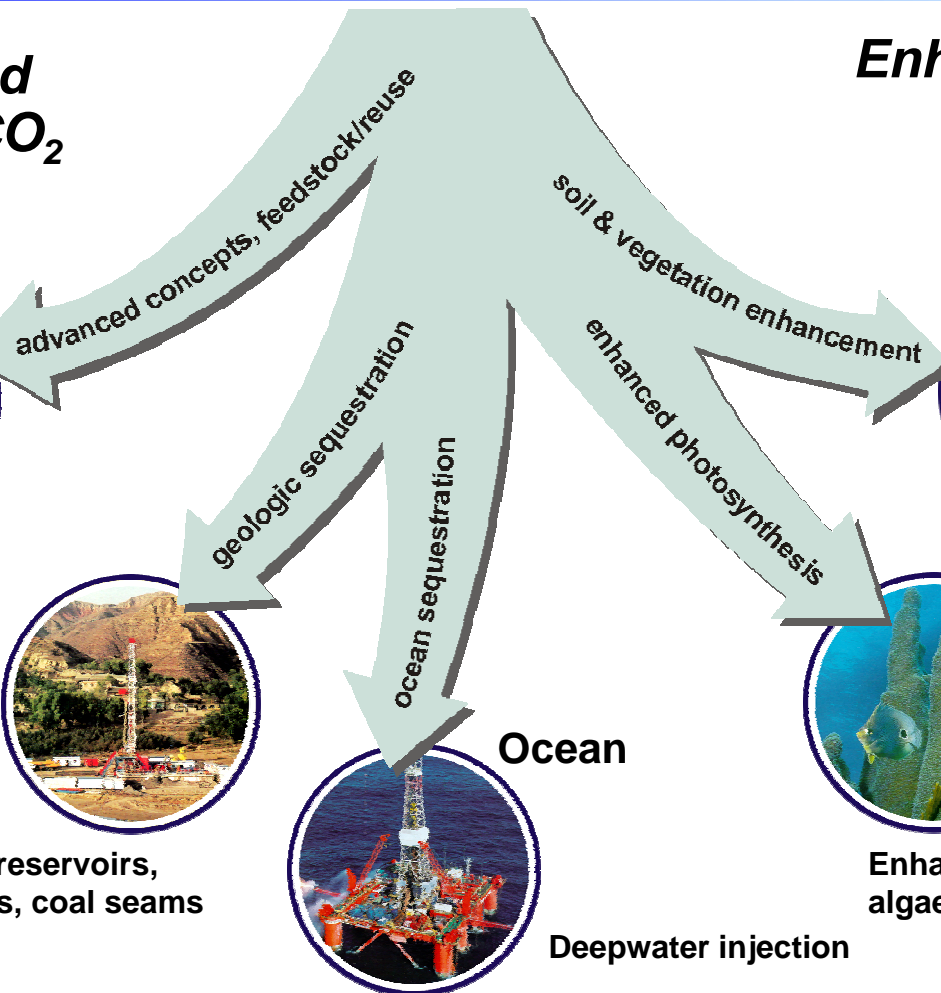 d
CO₂
Enh
advanced concepts, feedstock/reuse
soil & vegetation enhancement
geologic sequestration
ocean sequestration
enhanced photosynthesis
Ocean
reservoirs,
s, coal seams
Deepwater injection
Enha
algae